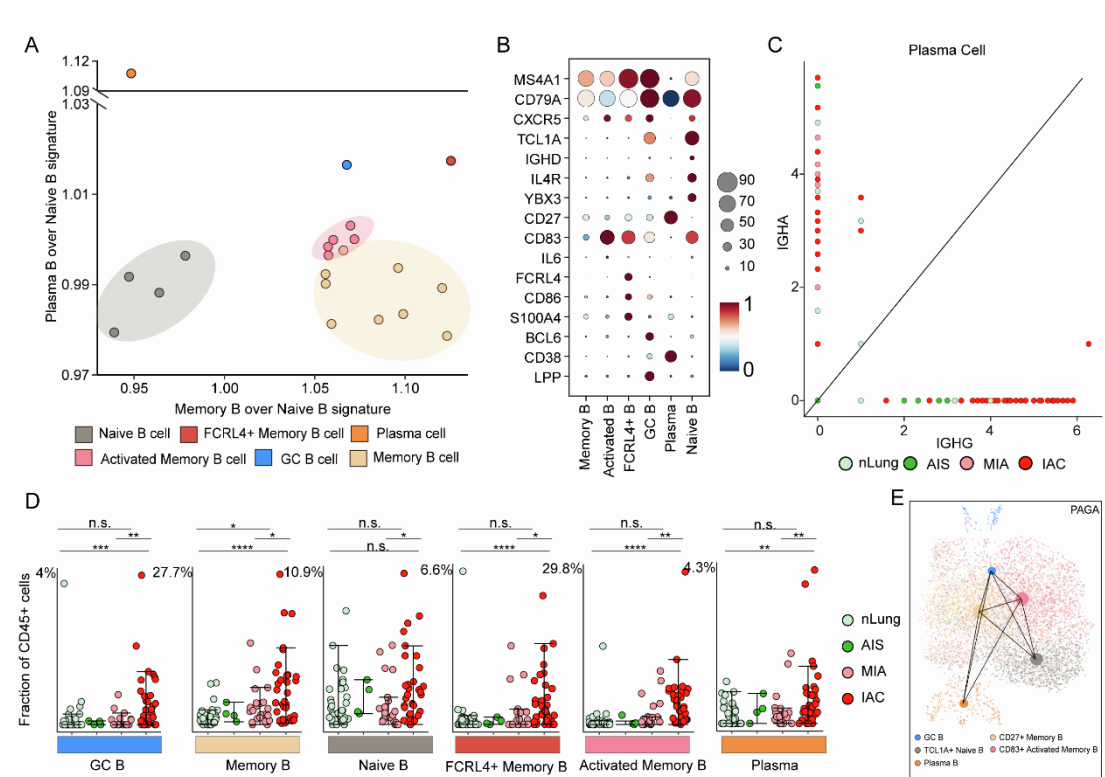 A
1.12
1.09
1.03
1.01
0.99
0.97
Plasma B over Naive B signature
0.95
1.00
1.05
1.10
Memory B over Naive B signature
Naive B cell
FCRL4+ Memory B cell
Plasma cell
Activated Memory B cell
GC B cell
Memory B cell
B
MS4A1
CD79A
CXCR5
TCL1A
IGHD
IL4R
YBX3
CD27
CD83
IL6
FCRL4
CD86
S100A4
BCL6
CD38
LPP
Memory B
Activated B
FCRL4+ B
GC B
Plasma
Naive B
90
70
50
30
10
1
0
C
Plasma Cell
IGHA
4
2
0
0
2
4
6
IGHG
nLung
AIS
MIA
IAC
D
Fraction of CD45+ cells
n.s.
**
***
4%
27.7%
GC B
*
*
****
10.9%
Memory B
n.s.
*
n.s.
6.6%
Naive B
n.s.
*
****
29.8%
FCRL4+ Memory B
n.s.
**
****
4.3%
Activated Memory B
n.s.
**
**
Plasma
nLung
AIS
MIA
IAC
E
PAGA
GC B
CD27+ Memory B
TCL1A+ Naive B
CD83+ Activated Memory B
Plasma B